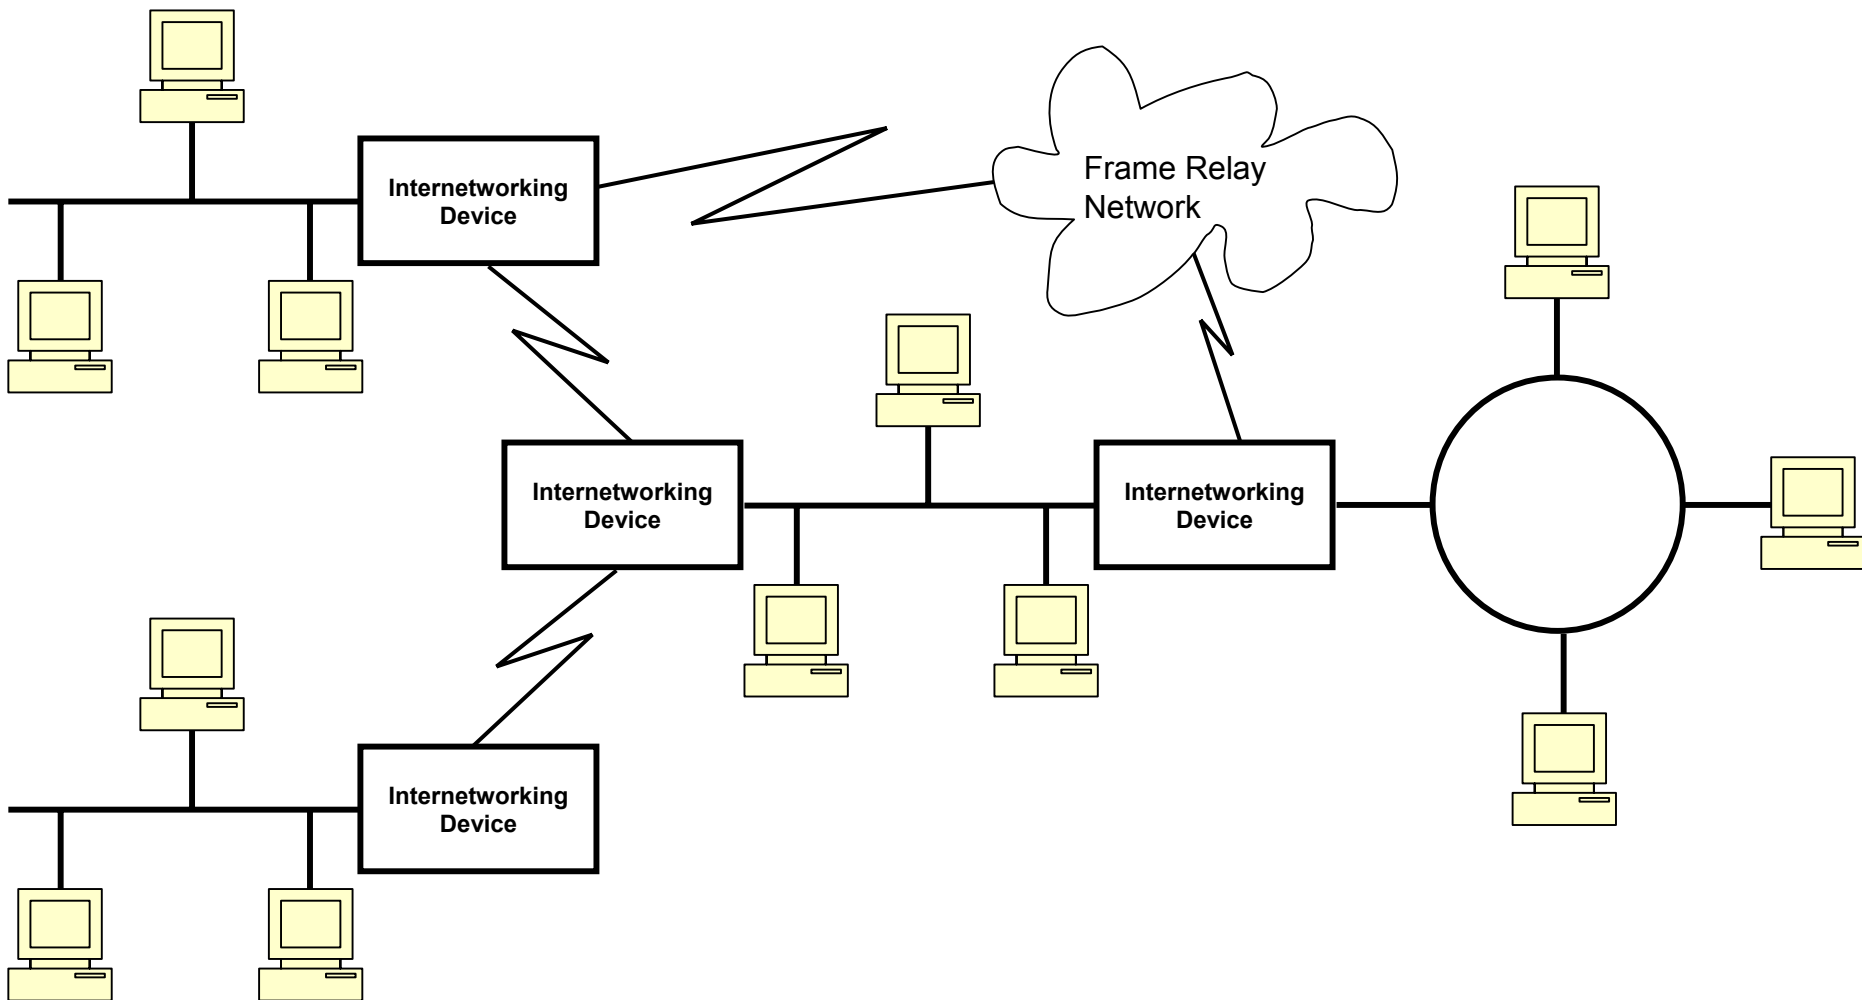 Internetworking
Device
Frame Relay
Network
Internetworking
Device
Internetworking
Device
Internetworking
Device